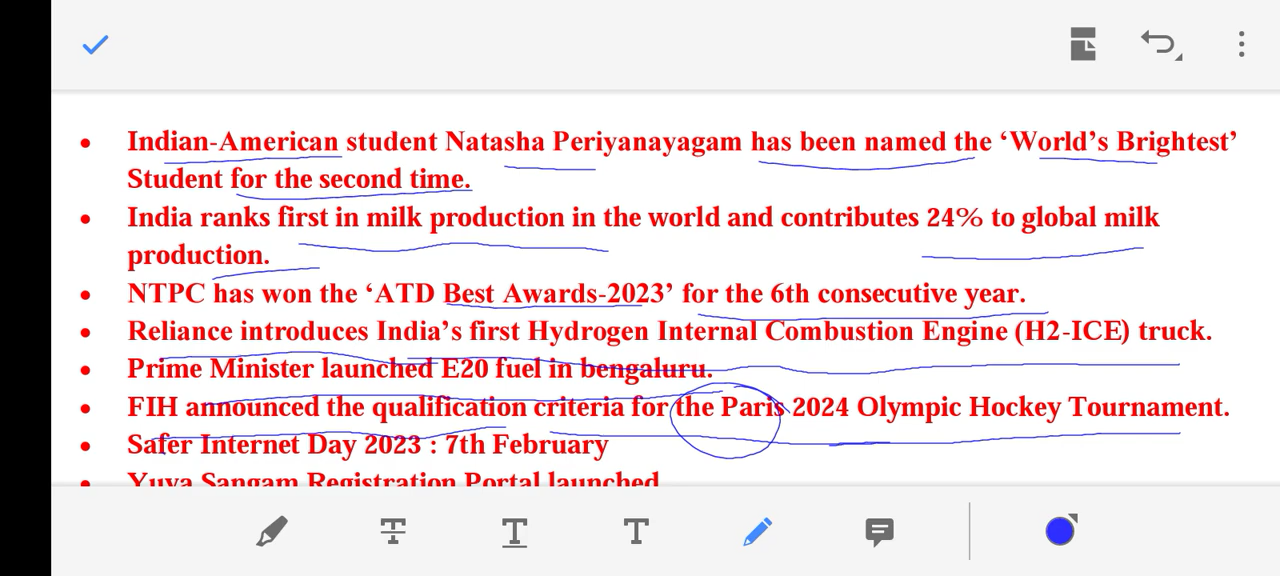 • Indian-American student Natasha Periyanayagam has been named the ‘World’s Brightest’
Student for the second time.
• India ranks first in milk production in the world and contributes 24% to global milk
production.
• NTPC has won the ‘ATD Best Awards-2023’ for the 6th consecutive year.
• Reliance introduces India’s first Hydrogen Internal Combustion Engine (H2-ICE) truck.
• Prime Minister launched E20 fuel in bengaluru.
• FIH announced the qualification criteria for the Paris 2024 Olympic Hockey Tournament.
• Safer Internet Day 2023 : 7th February
• Yuva Sangam Registration Portal launched
T T T